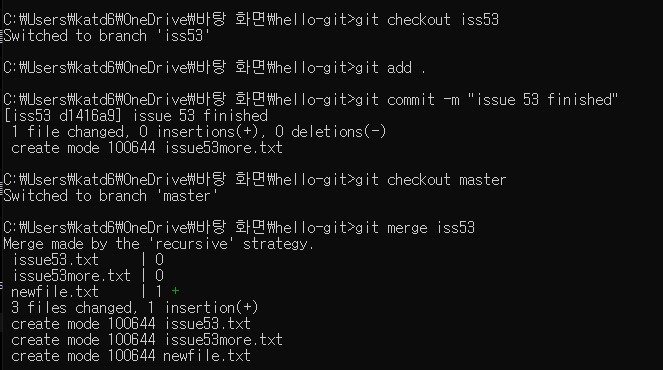 C:₩Users₩katd6₩OneDrive₩바탕 화면₩hello-git>git checkout iss53
Switched to branch 'iss53'
C:₩Users₩katd6₩OneDrive₩바탕 화면₩hello-git>git add .
C:₩Users₩katd6₩OneDrive₩바탕 화면₩hello-git>git commit -m "issue 53 finished"
[iss53 d1416a9] issue 53 finished
1 file changed, 0 insertions(+), 0 deletions(-)
create mode 100644 issue53more.txt
C:₩Users₩katd6₩OneDrive₩바탕 화면₩hello-git>git checkout master
Switched to branch 'master'
C:₩Users₩katd6₩OneDrive₩바탕 화면₩hello-git>git merge iss53
Merge made by the 'recursive' strategy.
issue53.txt | 0
issue53more.txt | 0
newfile.txt | 1 +
3 files changed, 1 insertion(+)
create mode 100644 issue53.txt
create mode 100644 issue53more.txt
create mode 100644 newfile.txt